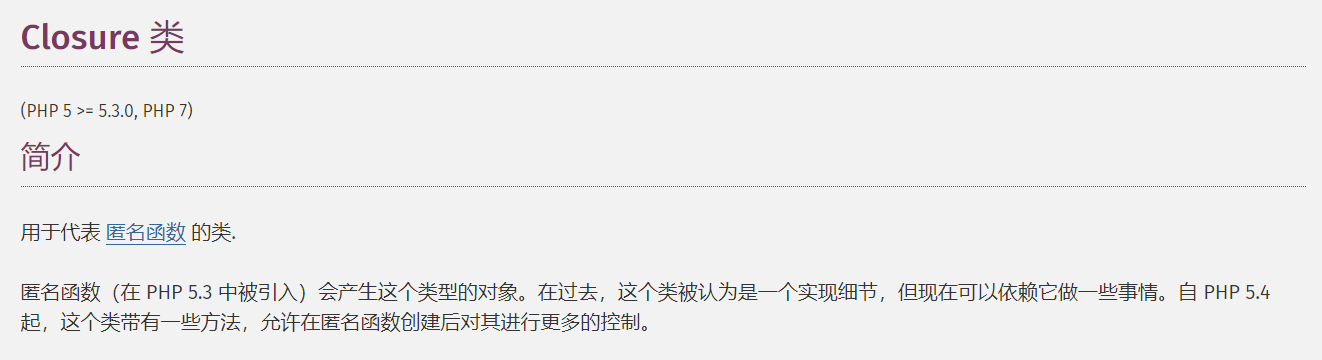 Closure 类
(PHP 5 >= 5.3.0, PHP 7)
简介
用于代表 匿名函数 的类.
匿名函数（在 PHP 5.3 中被引入）会产生这个类型的对象。在过去，这个类被认为是一个实现细节，但现在可以依赖它做一些事情。自 PHP 5.4
起，这个类带有一些方法，允许在匿名函数创建后对其进行更多的控制。